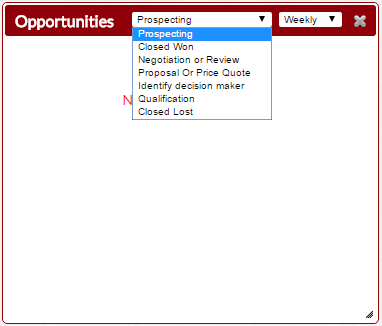 Opportunities Prospecting Weekly
Prospecting
Closed Won
Negotiation or Review
Proposal Or Price Quote
Identify decision maker
Qualification
Closed Lost